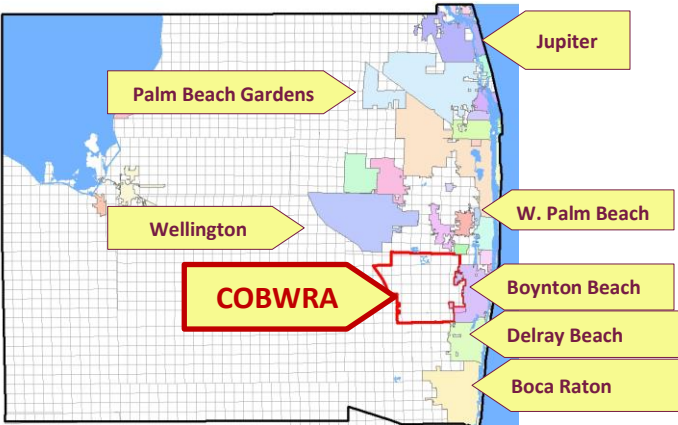 Jupiter
Palm Beach Gardens
W. Palm Beach
Wellington
COBWRA
Boynton Beach
Delray Beach
Boca Raton